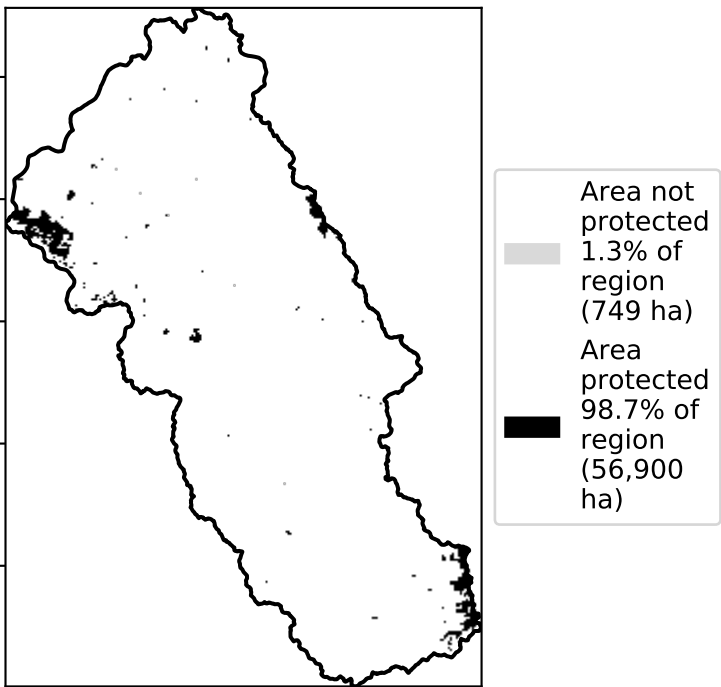 Area not
protected
1.3% of
region
(749 ha)
Area
protected
98.7% of
region
(56,900
ha)